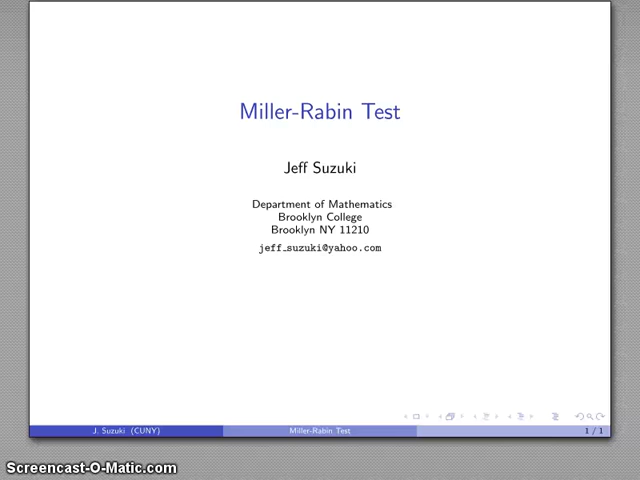 Miller-Rabin Test
Jeff Suzuki
Department of Mathematics
Brooklyn College
Brooklyn NY 11210
jeff_suzuki@yahoo.com
J. Suzuki (CUNY)
Miller-Rabin Test
1 / 1
Screencast-O-Matic.com